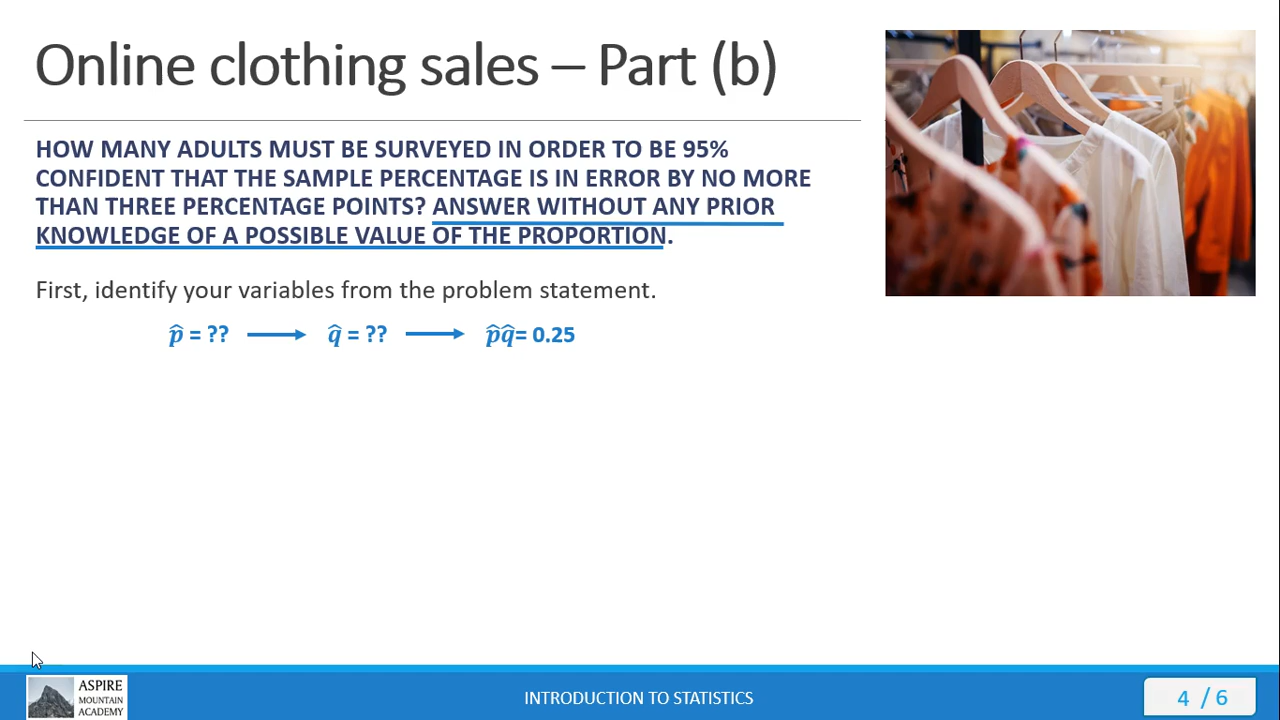 Online clothing sales – Part (b)
HOW MANY ADULTS MUST BE SURVEYED IN ORDER TO BE 95%
CONFIDENT THAT THE SAMPLE PERCENTAGE IS IN ERROR BY NO MORE
THAN THREE PERCENTAGE POINTS? ANSWER WITHOUT ANY PRIOR
KNOWLEDGE OF A POSSIBLE VALUE OF THE PROPORTION.
First, identify your variables from the problem statement.
p̂ = ?? → q̂ = ?? → p̂q̂= 0.25
ASPIRE
MOUNTAIN
ACADEMY
INTRODUCTION TO STATISTICS
4 / 6